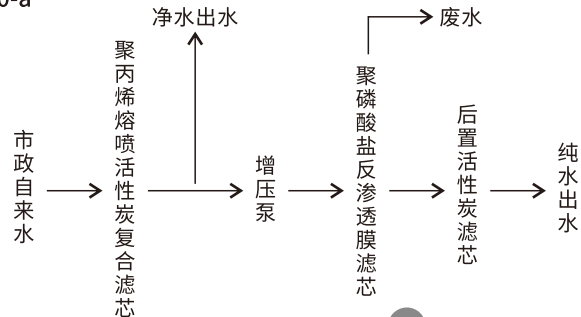 净水出水
废水
市政自来水
聚丙烯熔喷活性炭复合滤芯
增压泵
聚磷酸盐反渗透膜滤芯
后置活性炭滤芯
纯水出水